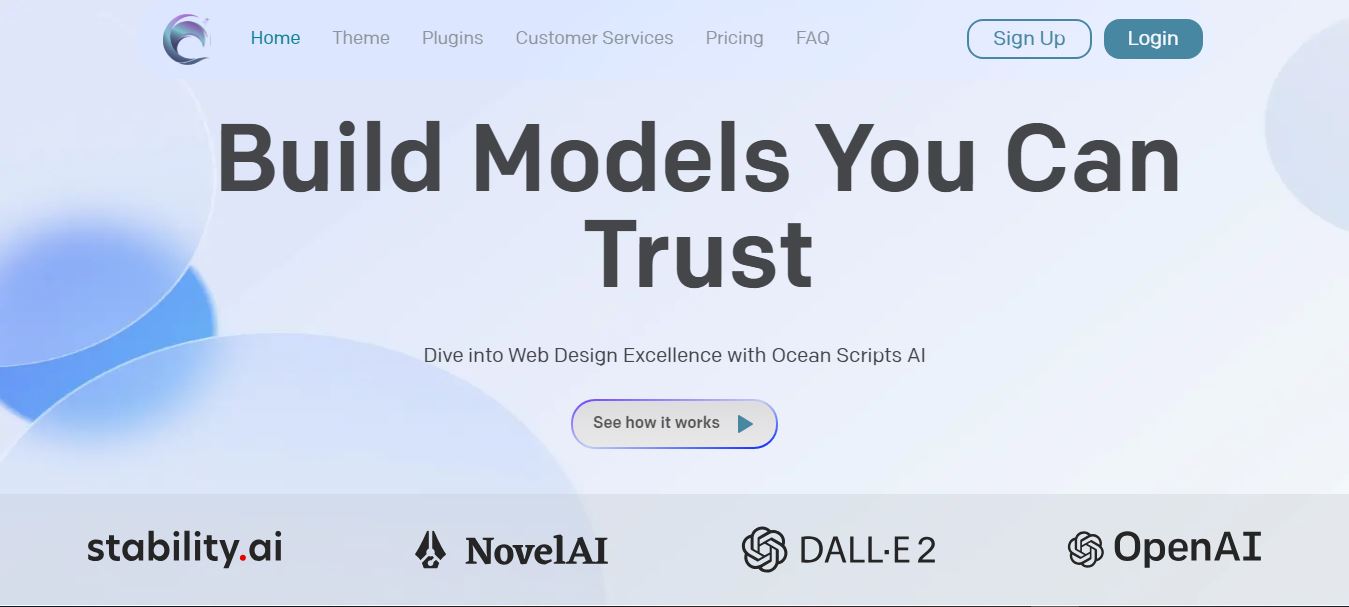 Home Theme Plugins Customer Services Pricing FAQ Sign Up Login
Build Models You Can
Trust
Dive into Web Design Excellence with Ocean Scripts AI
See how it works
stability.ai NovelAI DALL·E 2 OpenAI